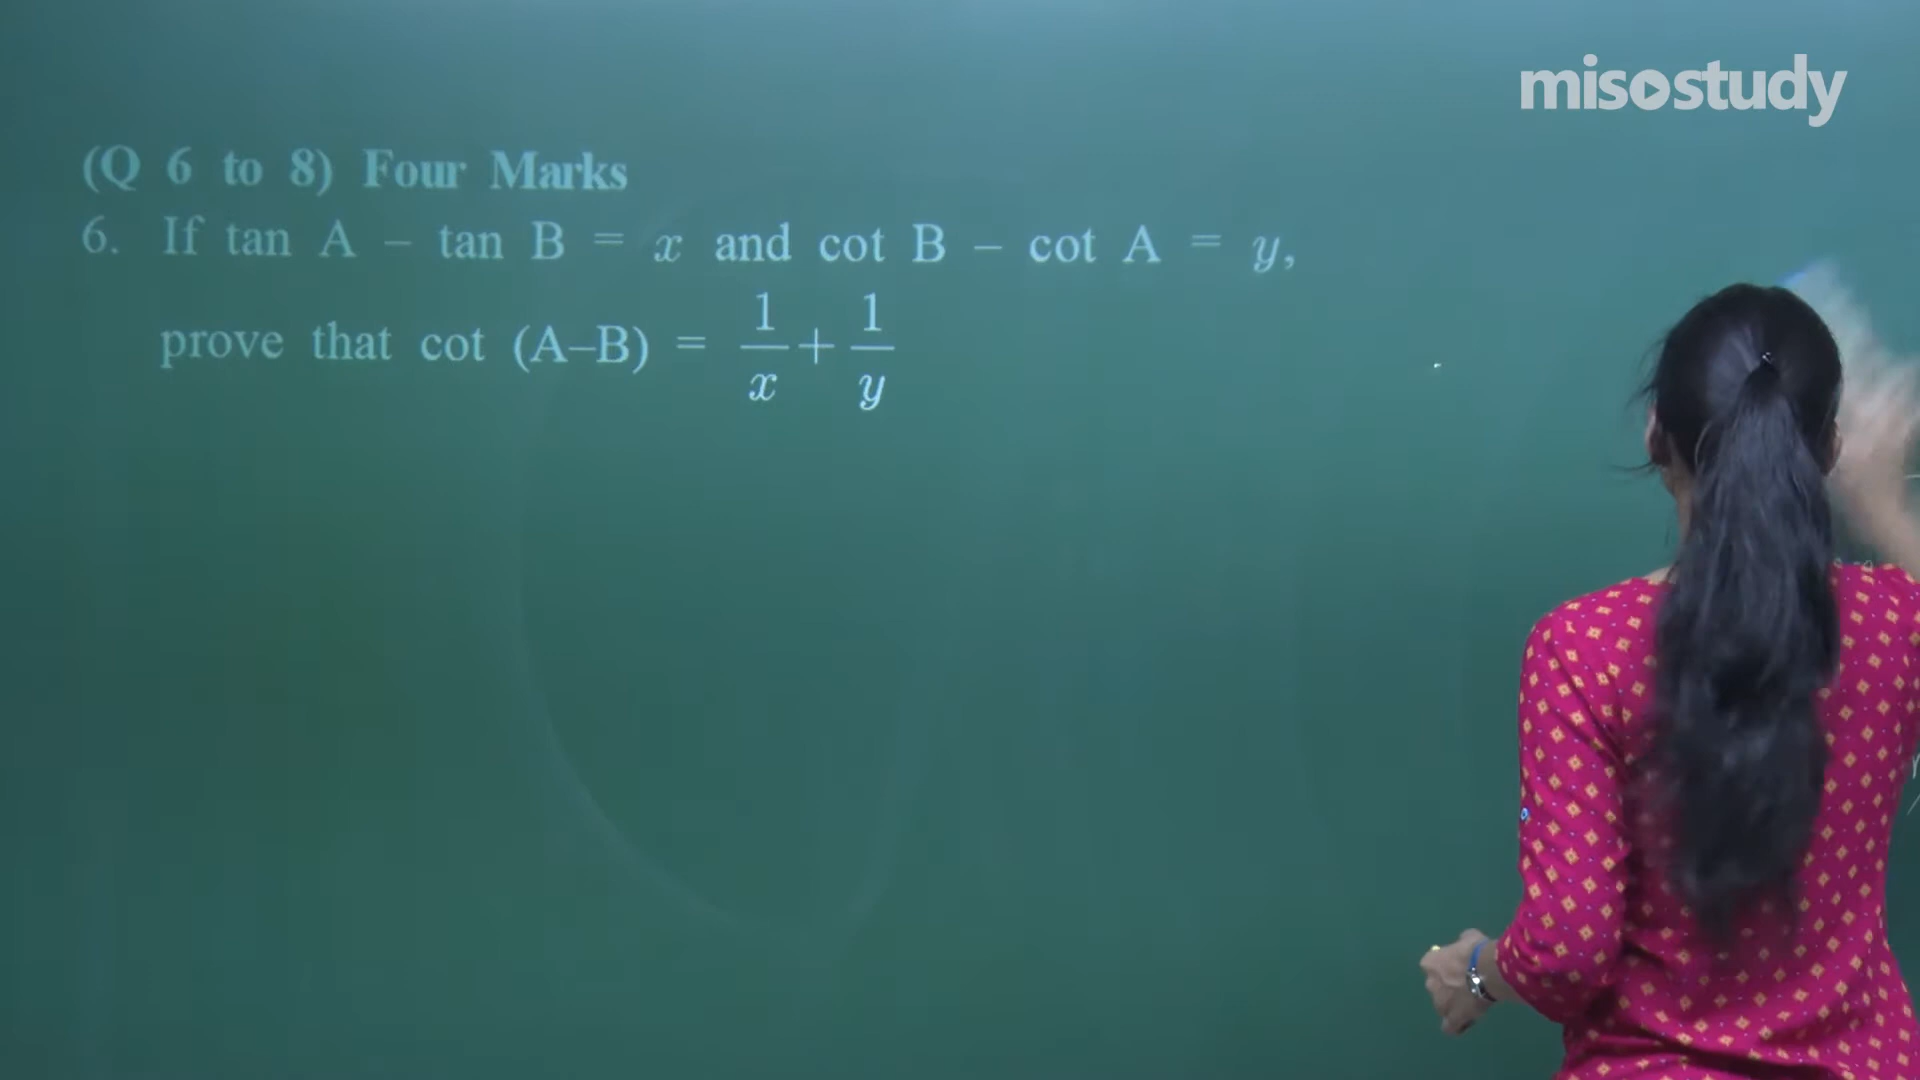 misostudy
(Q 6 to 8) Four Marks
6. If tan A – tan B = x and cot B – cot A = y,
prove that cot (A–B) = 1/x + 1/y